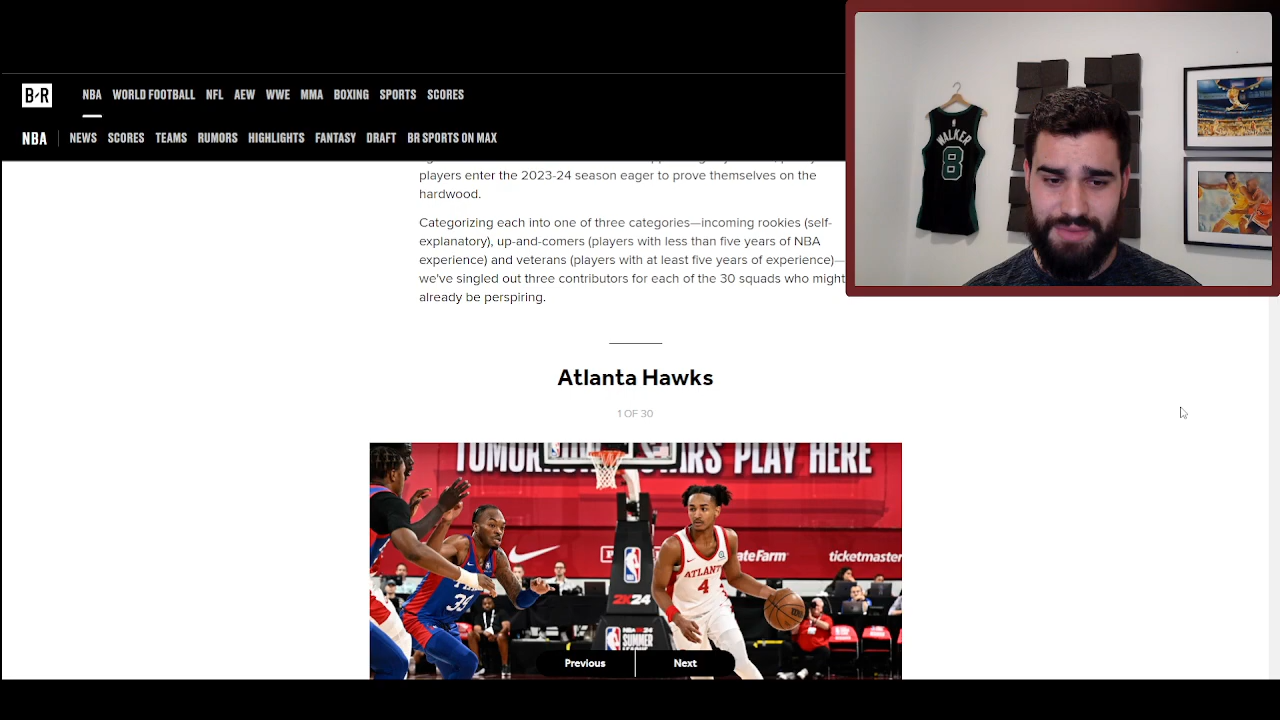 B/R
NBA WORLD FOOTBALL NFL AEW WWE MMA BOXING SPORTS SCORES
NBA NEWS SCORES TEAMS RUMORS HIGHLIGHTS FANTASY DRAFT BR SPORTS ON MAX
players enter the 2023-24 season eager to prove themselves on the
hardwood.
Categorizing each into one of three categories—incoming rookies (self-
explanatory), up-and-comers (players with less than five years of NBA
experience) and veterans (players with at least five years of experience)—
we've singled out three contributors for each of the 30 squads who might
already be perspiring.
WALKER
8
Atlanta Hawks
1 OF 30
PLAY HERE
StateFarm
ticketmaster
ATLANTA
4
NBA
2K24
NBA 2K24
SUMMER
Previous Next